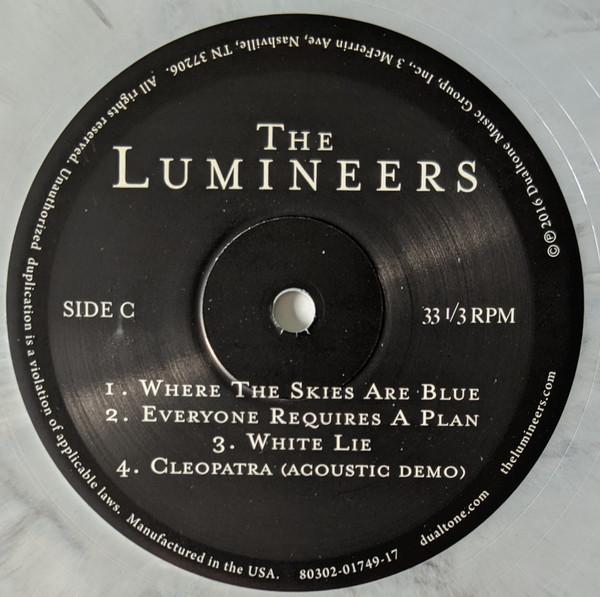 THE
LUMINEERS
SIDE C
33 1/3 RPM
1. WHERE THE SKIES ARE BLUE
2. EVERYONE REQUIRES A PLAN
3. WHITE LIE
4. CLEOPATRA (ACOUSTIC DEMO)
©℗ 2016 Dualtone Music Group, Inc., 3 McFerrin Ave, Nashville, TN 37206. All rights reserved. Unauthorized duplication is a violation of applicable laws. Manufactured in the USA. 80302-01749-17 dualtone.com thelumineers.com